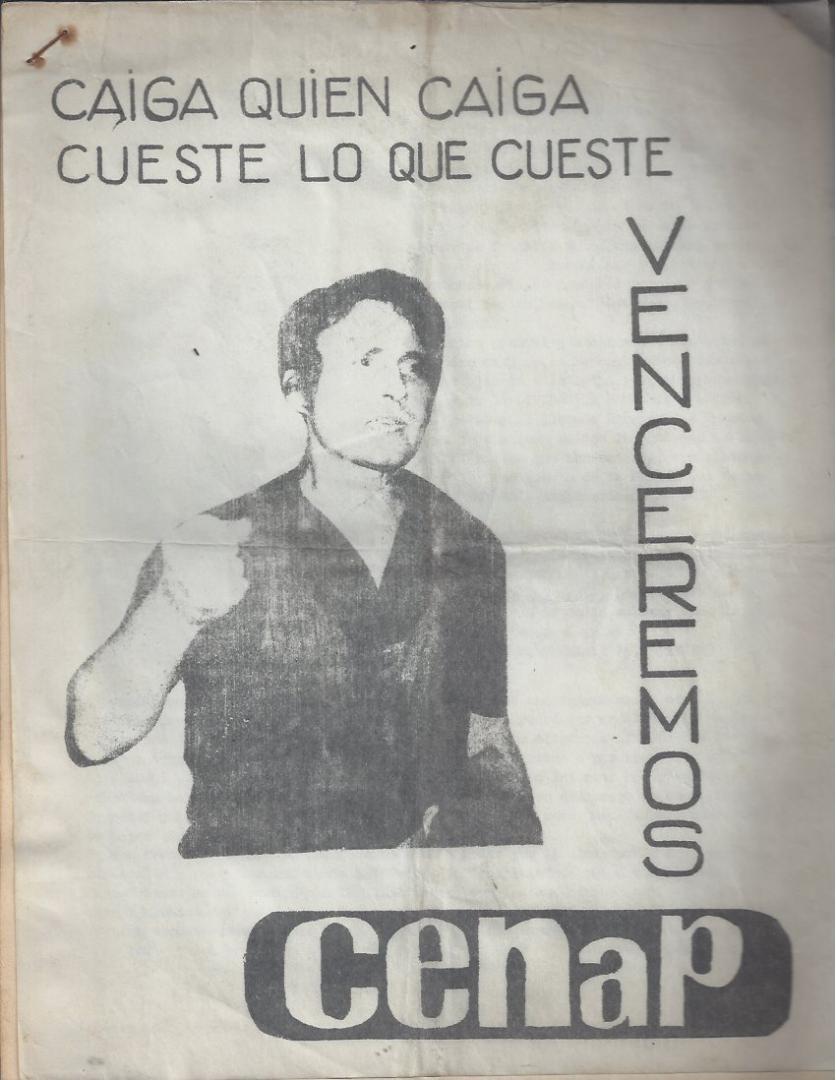 CAiGA QUiEN CAiGA
CUESTE LO QUE CUESTE
VENCEREMOS
cenap